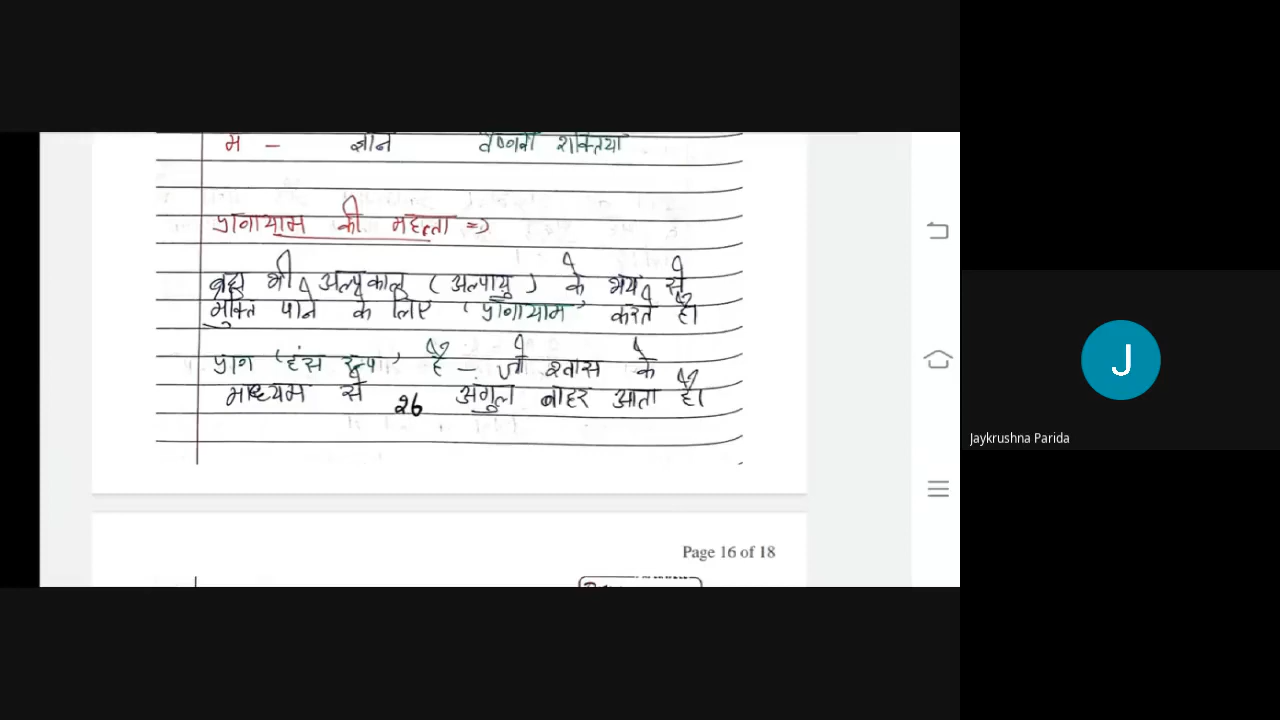 म – ज्ञान वैष्णवी शक्तियां
प्रानायाम की महत्ता =>
ब्रह्म भी अल्पकाल (अल्पायु) के भय से
मुक्ति पाने के लिए 'प्रानायाम' करते है।
प्राण 'हंस रूप' है – जो श्वास के
माध्यम से 26 अंगुल बाहर आता है।
Page 16 of 18
J
Jaykrushna Parida